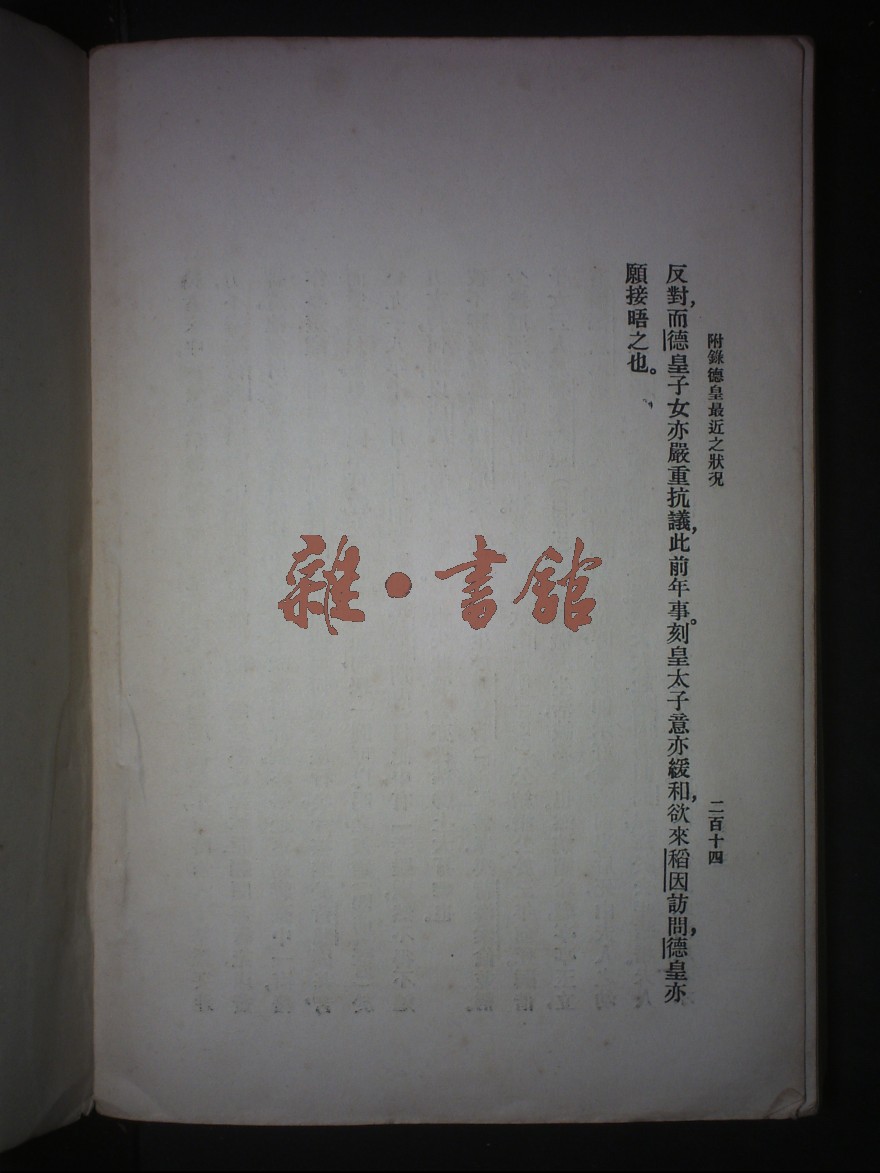 附錄德皇最近之狀況
二百十四
反對,而德皇子女亦嚴重抗議,此前年事。刻皇太子意亦緩和,欲來稻因訪問,德皇亦
願接晤之也。
雜·書館